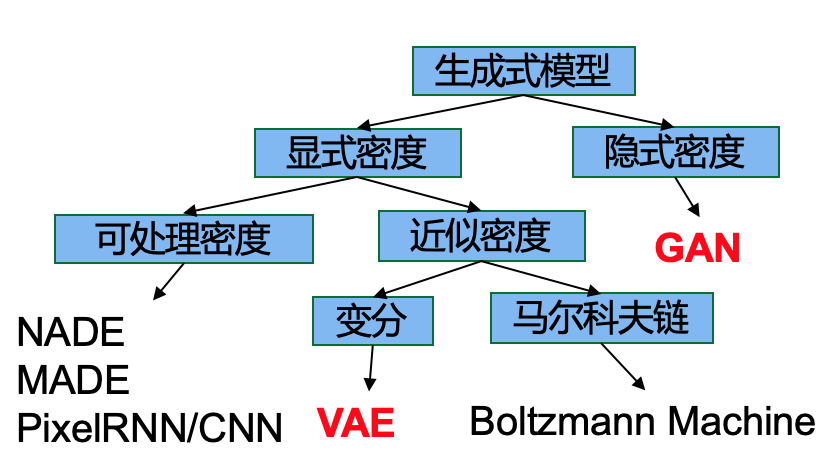 生成式模型
显式密度
隐式密度
可处理密度
近似密度
GAN
变分
马尔科夫链
NADE
MADE
PixelRNN/CNN
VAE
Boltzmann Machine